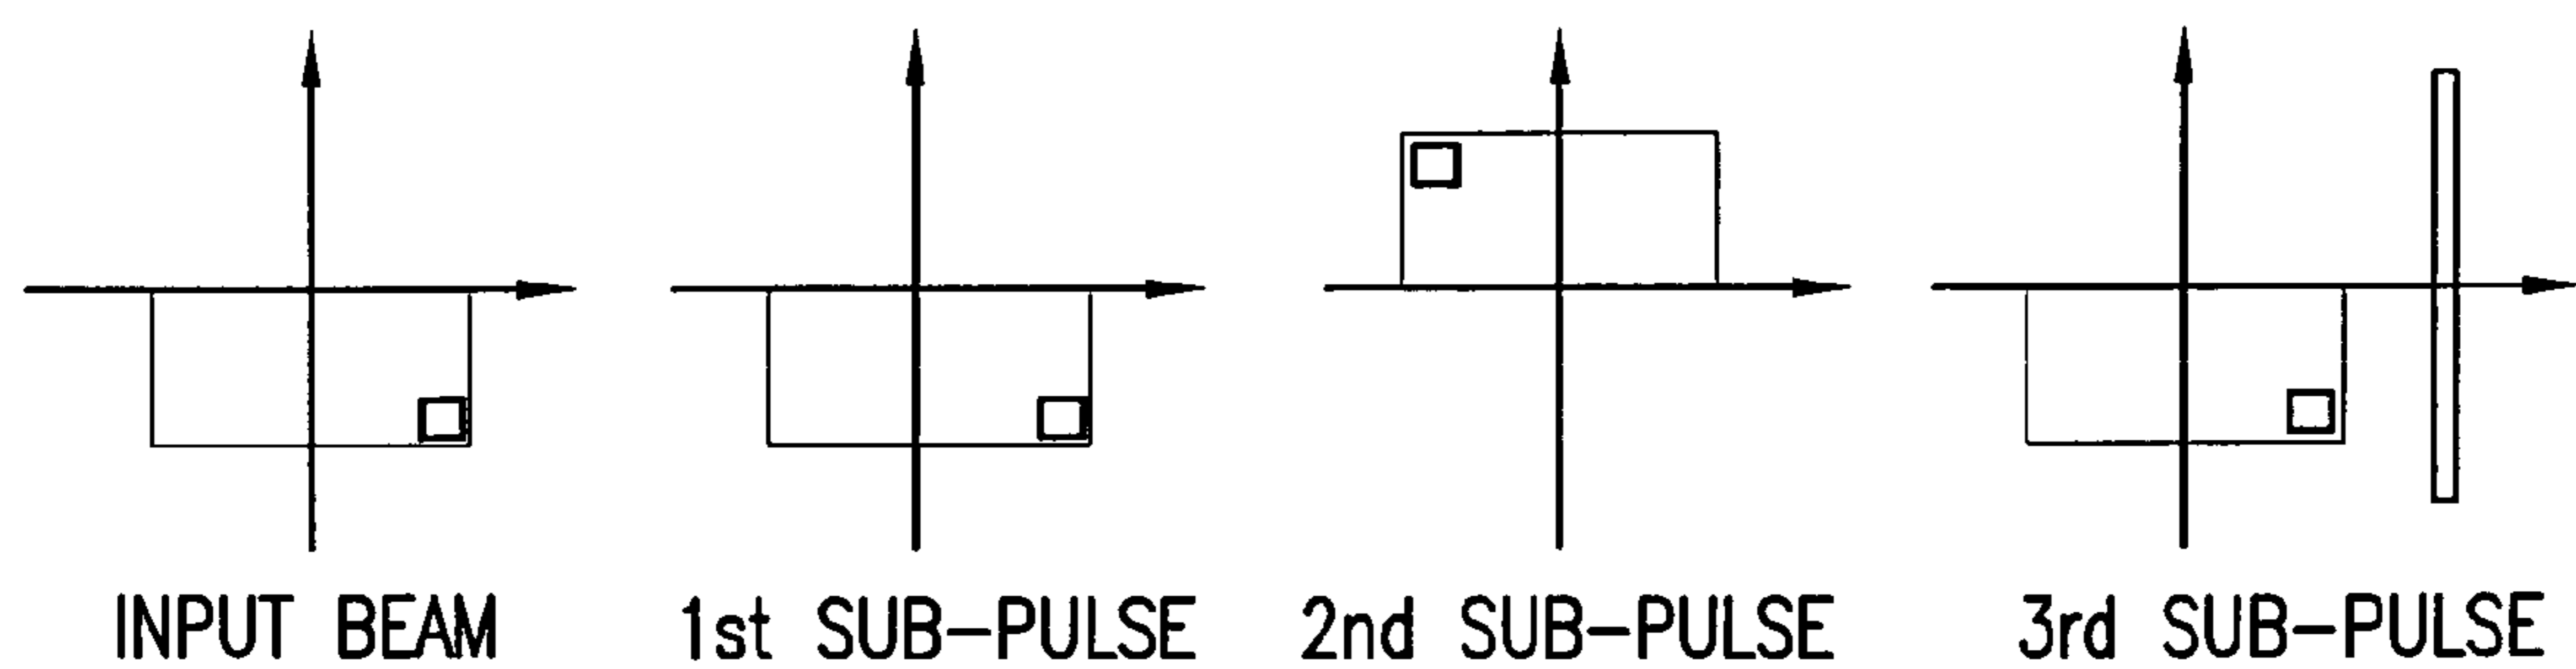 INPUT BEAM
1st SUB-PULSE
2nd SUB-PULSE
3rd SUB-PULSE